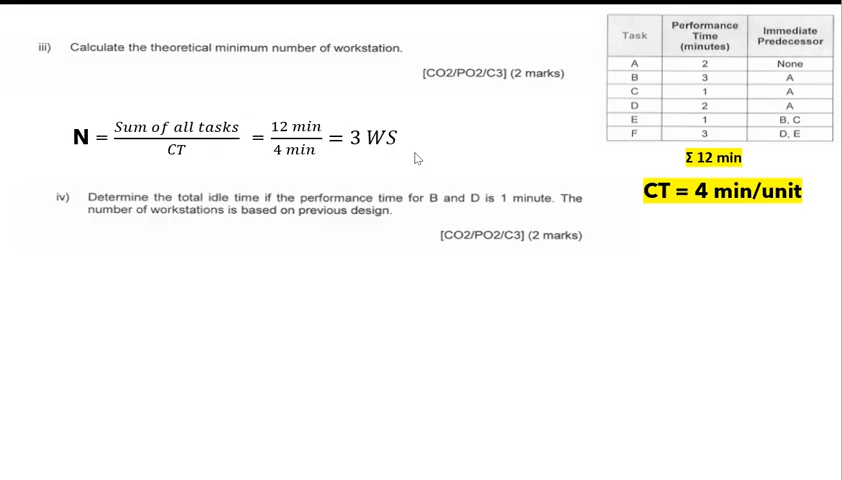 iii) Calculate the theoretical minimum number of workstation.
[CO2/PO2/C3] (2 marks)
N = Sum of all tasks / CT = 12 min / 4 min = 3 WS
iv) Determine the total idle time if the performance time for B and D is 1 minute. The
number of workstations is based on previous design.
[CO2/PO2/C3] (2 marks)
Task Performance Time (minutes) Immediate Predecessor
A 2 None
B 3 A
C 1 A
D 2 A
E 1 B, C
F 3 D, E
Σ 12 min
CT = 4 min/unit